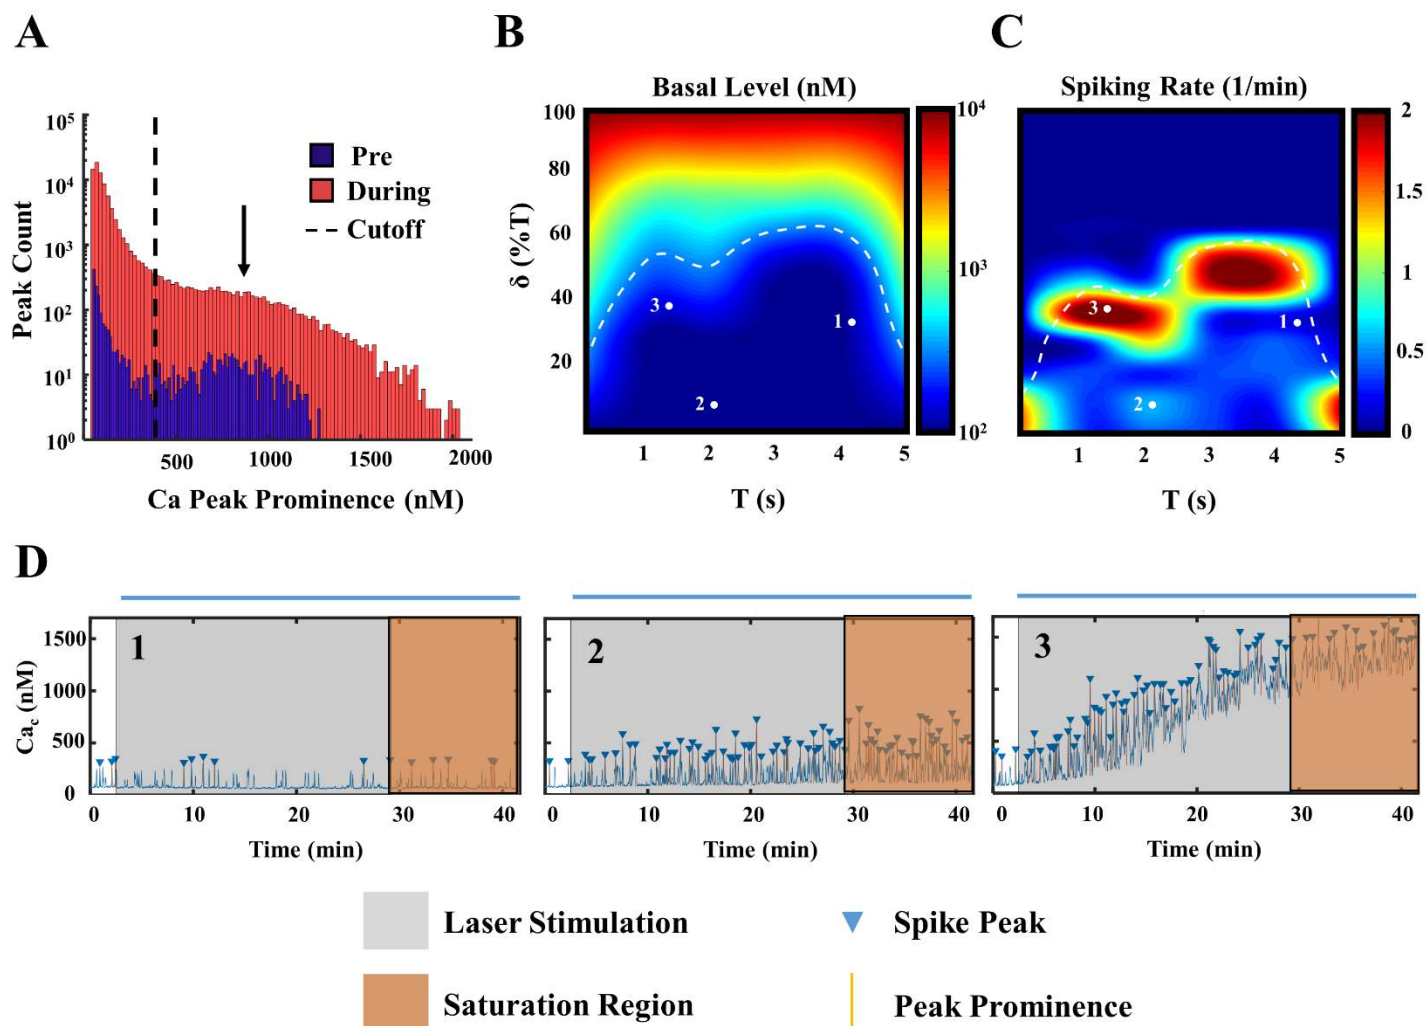 A
B
C
Basal Level (nM)
Spiking Rate (1/min)
10⁵
10⁴
10³
10²
10¹
10⁰
Peak Count
Pre
During
Cutoff
500
1000
1500
2000
Ca Peak Prominence (nM)
100
80
60
40
20
δ (%T)
3
1
2
1 2 3 4 5
T (s)
10⁴
10³
10²
3
1
2
1 2 3 4 5
T (s)
2
1.5
1
0.5
0
D
1500
1000
500
0
Ca_c (nM)
1
0 10 20 30 40
Time (min)
2
0 10 20 30 40
Time (min)
3
0 10 20 30 40
Time (min)
Laser Stimulation
Spike Peak
Saturation Region
Peak Prominence